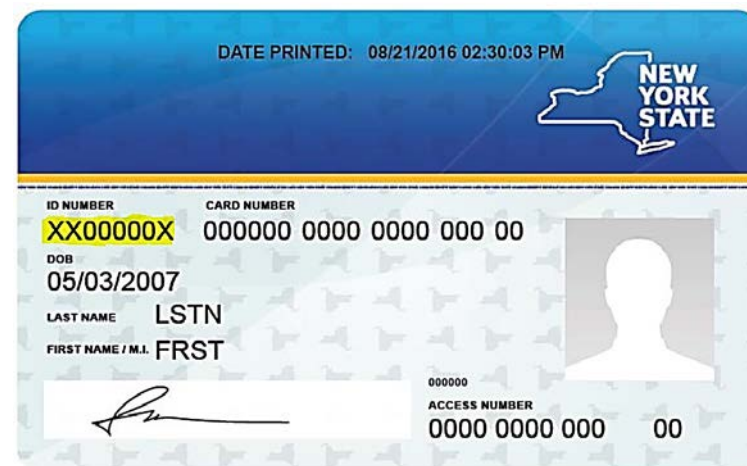 DATE PRINTED: 08/21/2016 02:30:03 PM
NEW
YORK
STATE
ID NUMBER CARD NUMBER
XX00000X 000000 0000 0000 000 00
DOB
05/03/2007
LAST NAME LSTN
FIRST NAME / M.I. FRST
000000
ACCESS NUMBER
0000 0000 000 00